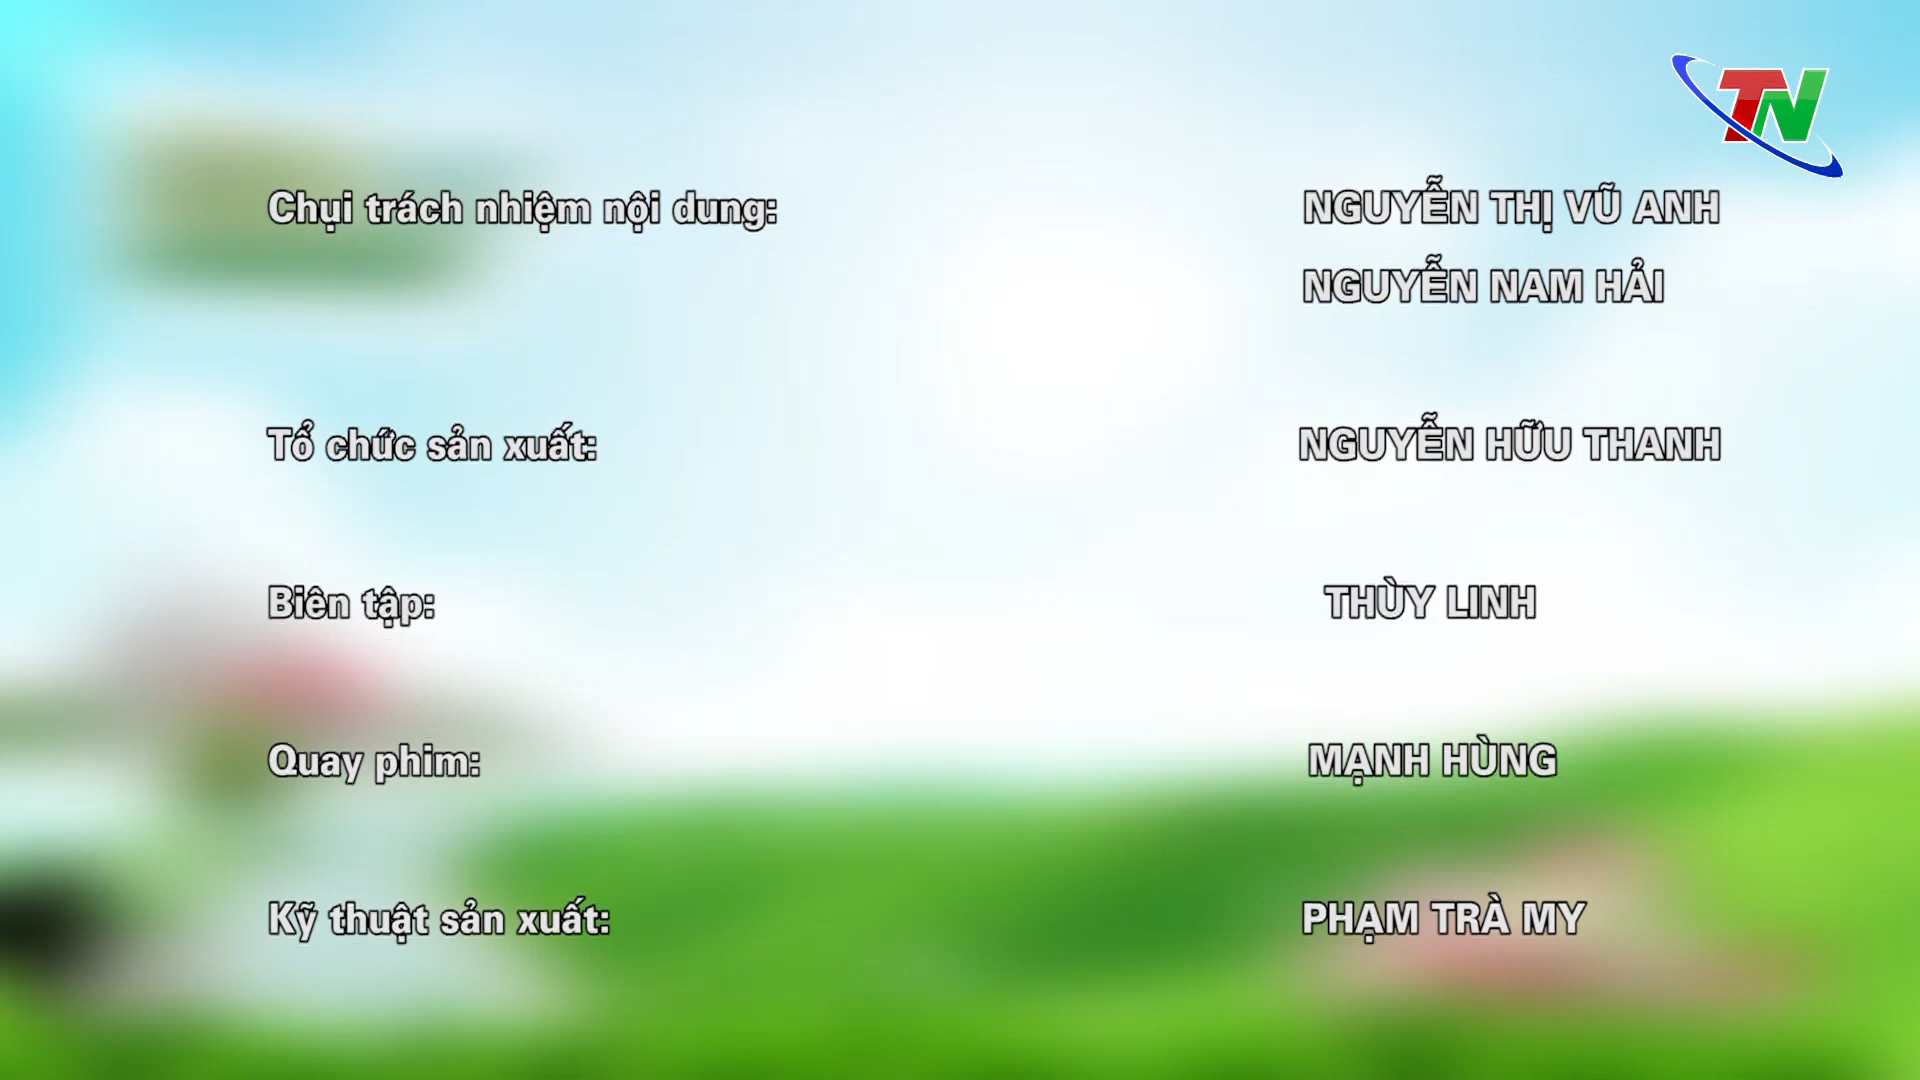 TN
Chụi trách nhiệm nội dung: NGUYỄN THỊ VŨ ANH
NGUYỄN NAM HẢI
Tổ chức sản xuất: NGUYỄN HỮU THANH
Biên tập: THÙY LINH
Quay phim: MẠNH HÙNG
Kỹ thuật sản xuất: PHẠM TRÀ MY